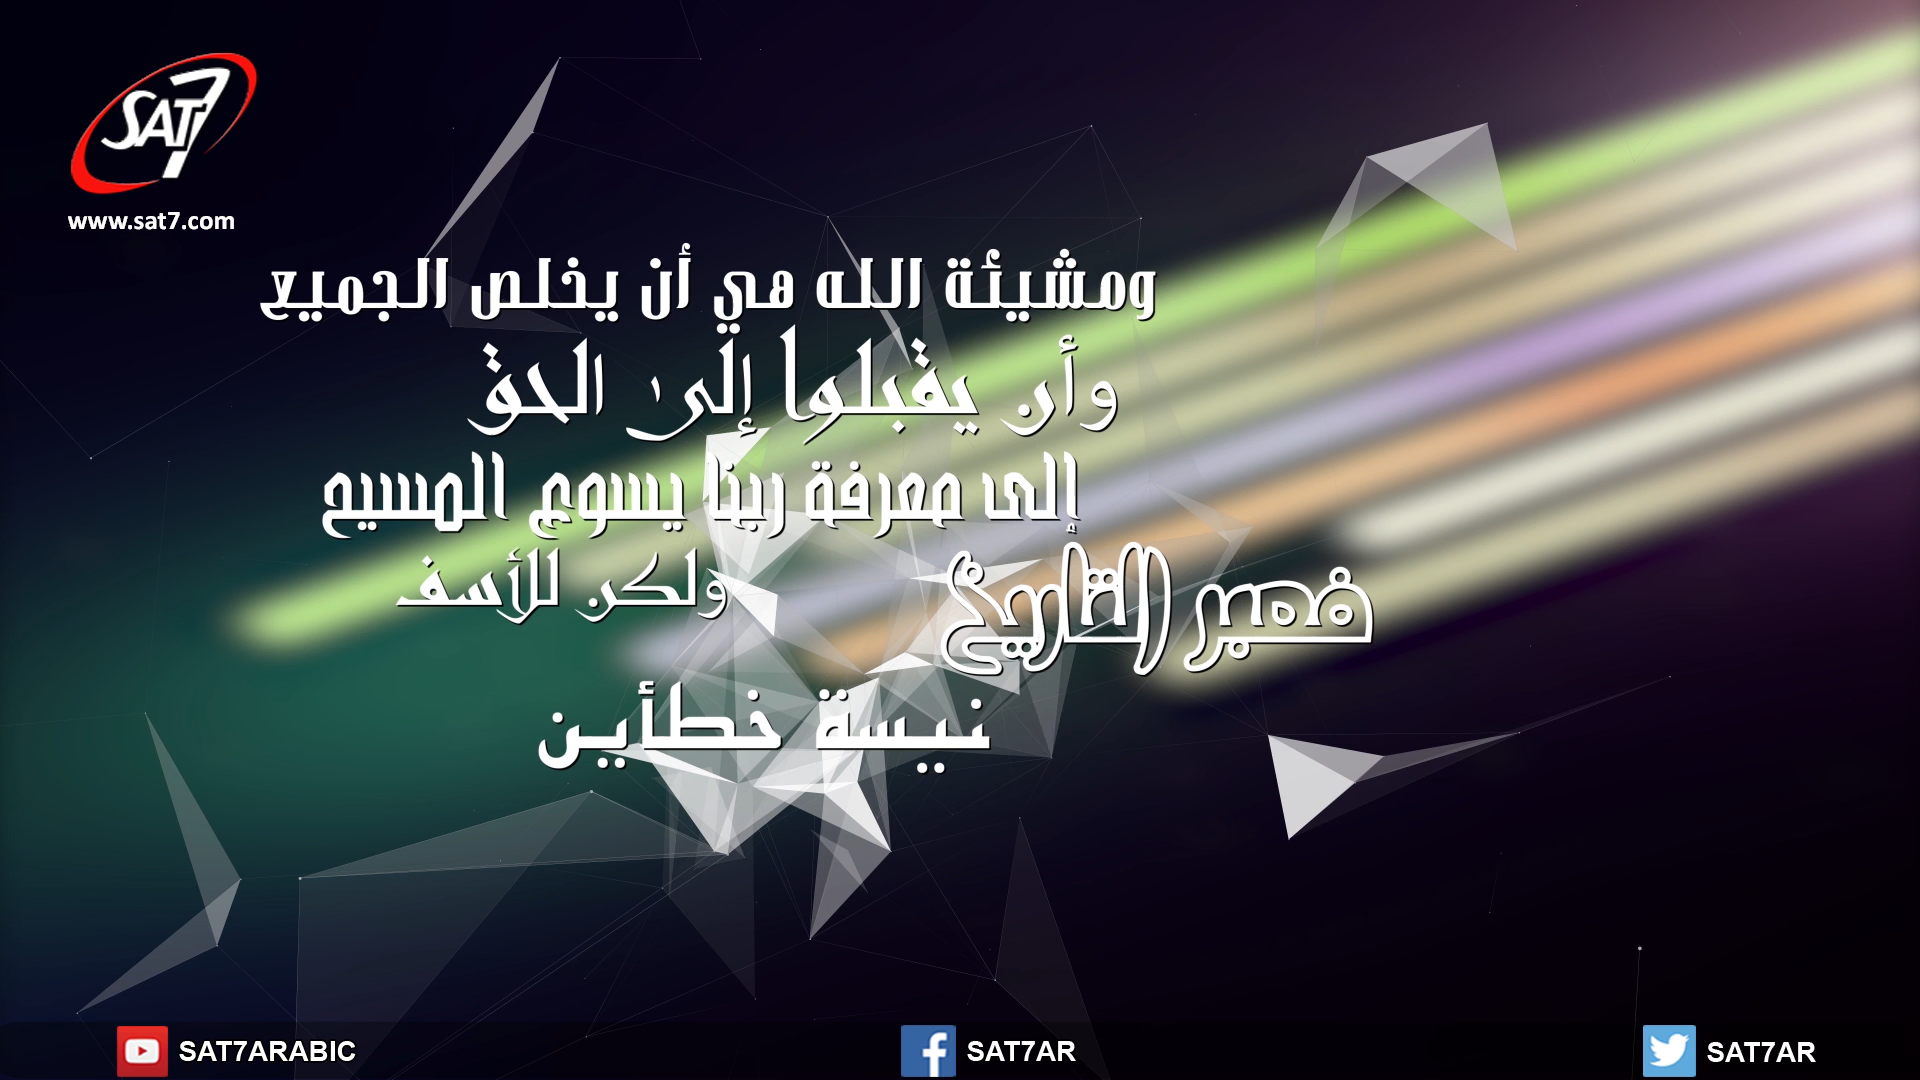 SAT7
www.sat7.com
ومشيئة الله هي أن يخلص الجميع
وأن يقبلوا إلى الحق
إلى معرفة ربنا يسوع المسيح
فمبر التاريخ ولكن للأسف
نيسة خطأين
SAT7ARABIC SAT7AR SAT7AR